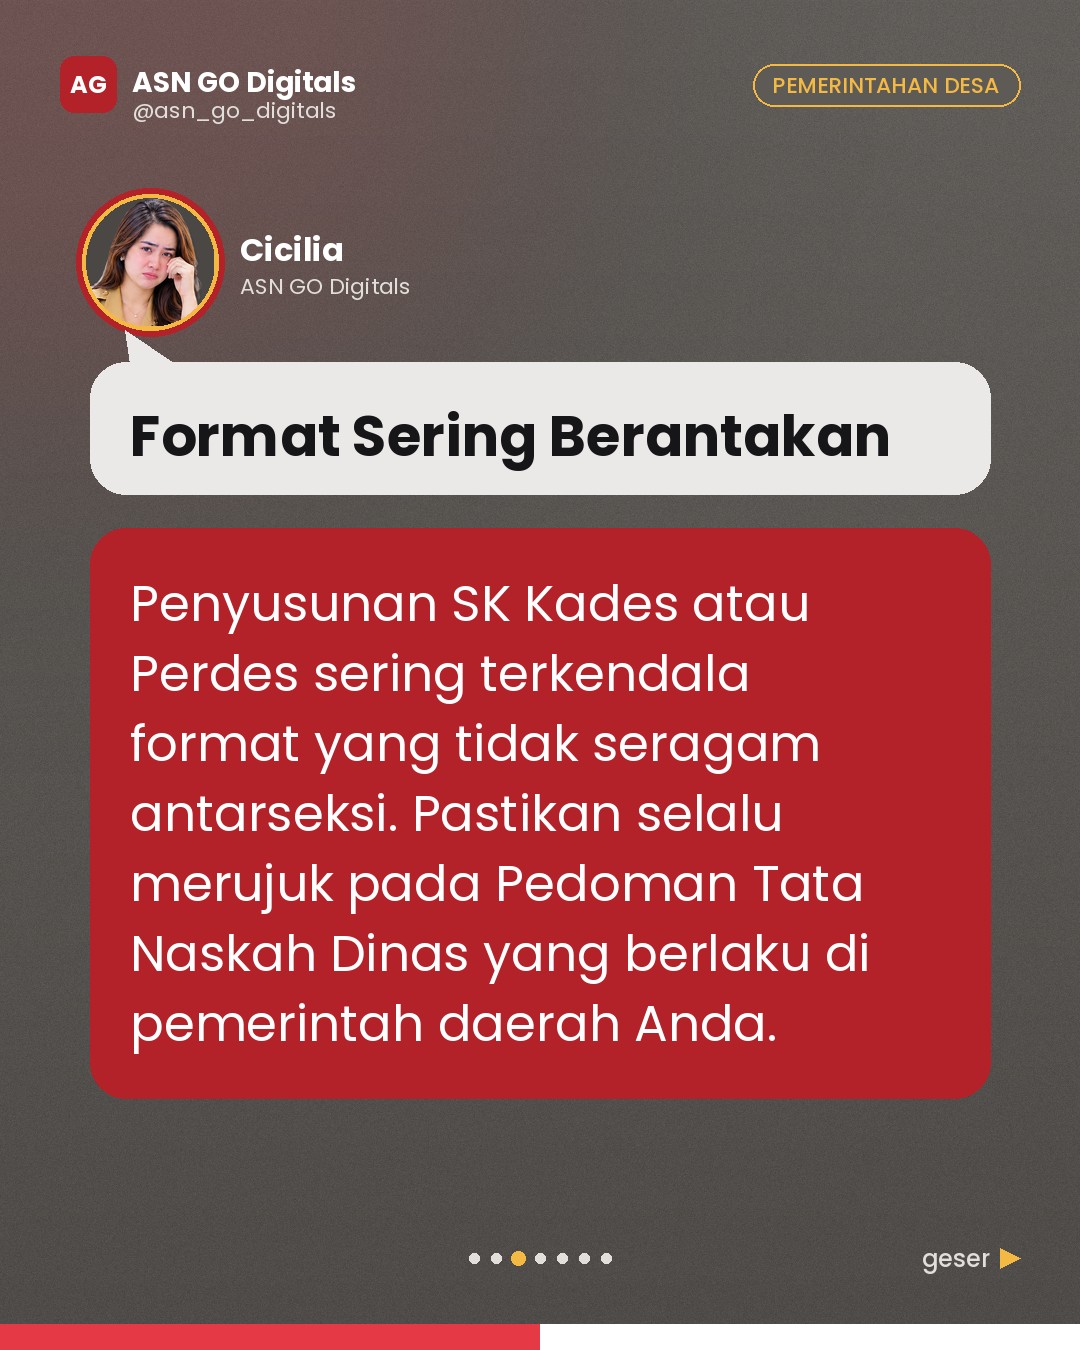 AG
ASN GO Digitals
@asn_go_digitals
PEMERINTAHAN DESA
Cicilia
ASN GO Digitals
Format Sering Berantakan
Penyusunan SK Kades atau
Perdes sering terkendala
format yang tidak seragam
antarseksi. Pastikan selalu
merujuk pada Pedoman Tata
Naskah Dinas yang berlaku di
pemerintah daerah Anda.
geser